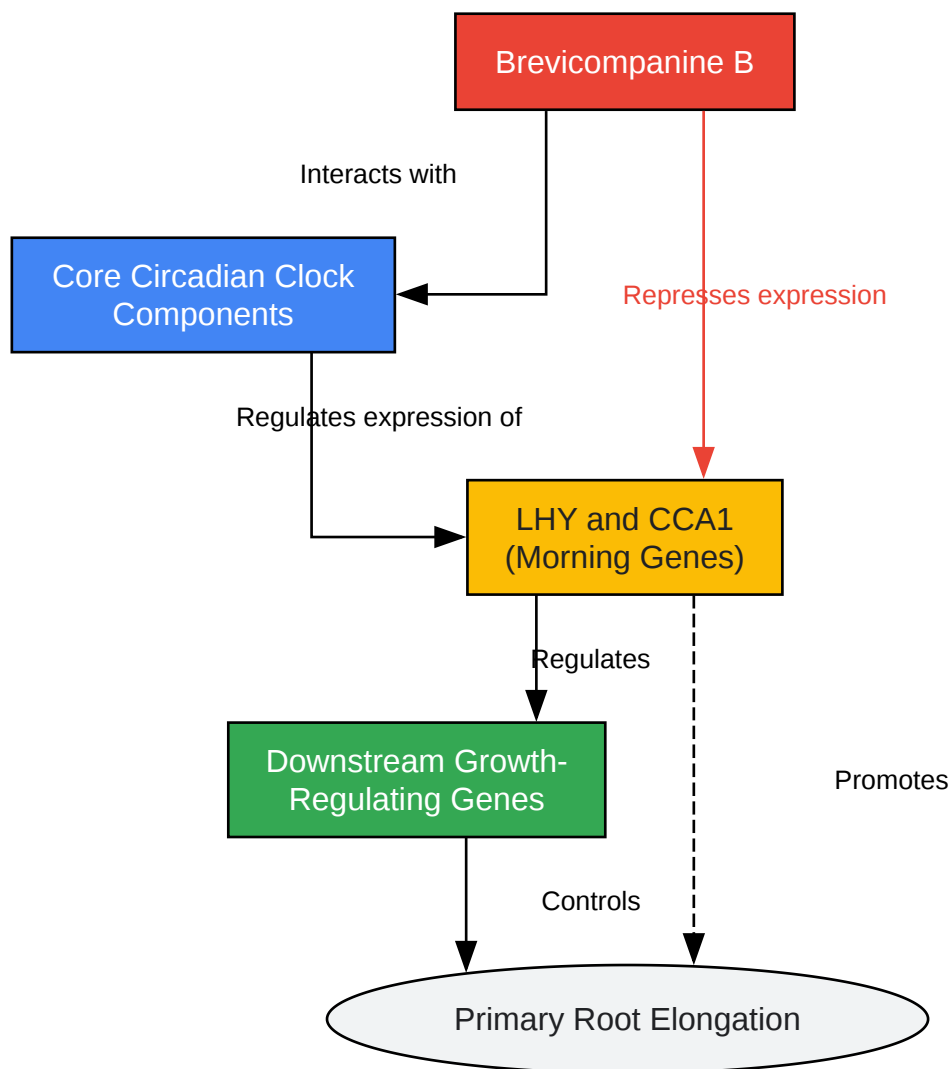 Brevicompanine B
Interacts with
Core Circadian Clock
Components
Represses expression
Regulates expression of
LHY and CCA1
(Morning Genes)
Regulates
Downstream Growth-
Regulating Genes
Promotes
Controls
Primary Root Elongation